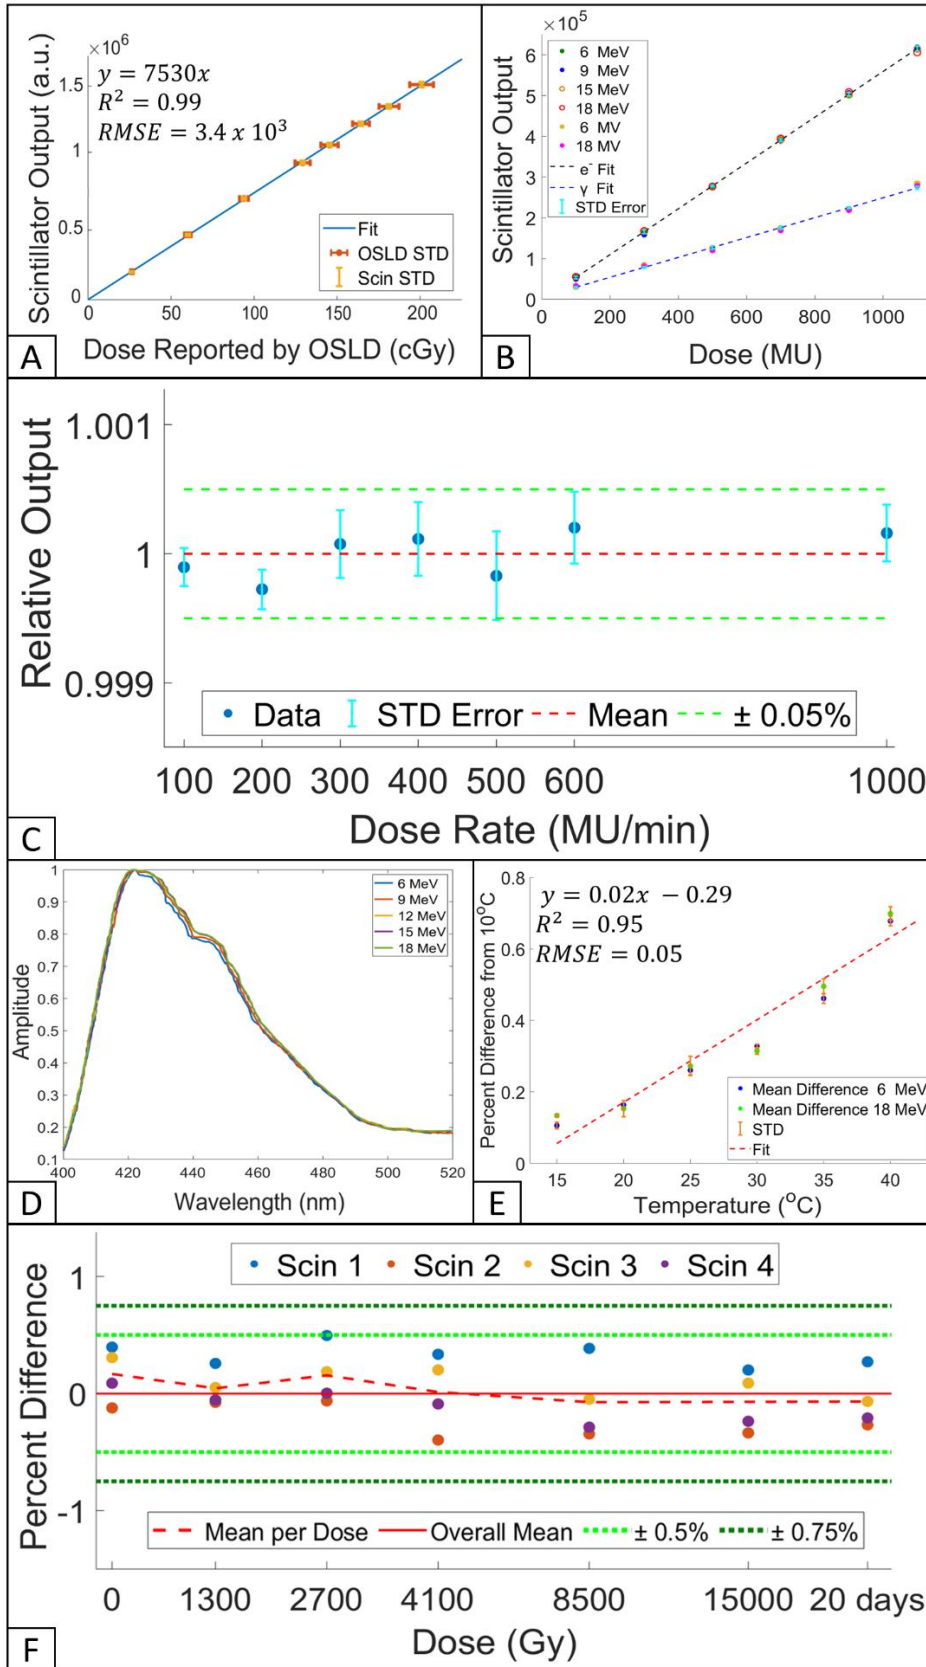 ×10⁶
y = 7530x
R² = 0.99
RMSE = 3.4 x 10³
Scintillator Output (a.u.)
1.5
1
0.5
0
Fit
OSLD STD
Scin STD
0 50 100 150 200
Dose Reported by OSLD (cGy)
A
×10⁵
6 MeV
9 MeV
15 MeV
18 MeV
6 MV
18 MV
e⁻ Fit
γ Fit
STD Error
Scintillator Output
6
5
4
3
2
1
0
0 200 400 600 800 1000
Dose (MU)
B
Relative Output
1.001
1
0.999
Data STD Error Mean ± 0.05%
100 200 300 400 500 600 1000
Dose Rate (MU/min)
C
Amplitude
1
0.9
0.8
0.7
0.6
0.5
0.4
0.3
0.2
0.1
6 MeV
9 MeV
12 MeV
15 MeV
18 MeV
400 420 440 460 480 500 520
Wavelength (nm)
D
Percent Difference from 10°C
0.8
0.6
0.4
0.2
0
y = 0.02x − 0.29
R² = 0.95
RMSE = 0.05
Mean Difference 6 MeV
Mean Difference 18 MeV
STD
Fit
15 20 25 30 35 40
Temperature (°C)
E
Percent Difference
1
0
-1
Scin 1 Scin 2 Scin 3 Scin 4
Mean per Dose Overall Mean ± 0.5% ± 0.75%
0 1300 2700 4100 8500 15000 20 days
Dose (Gy)
F